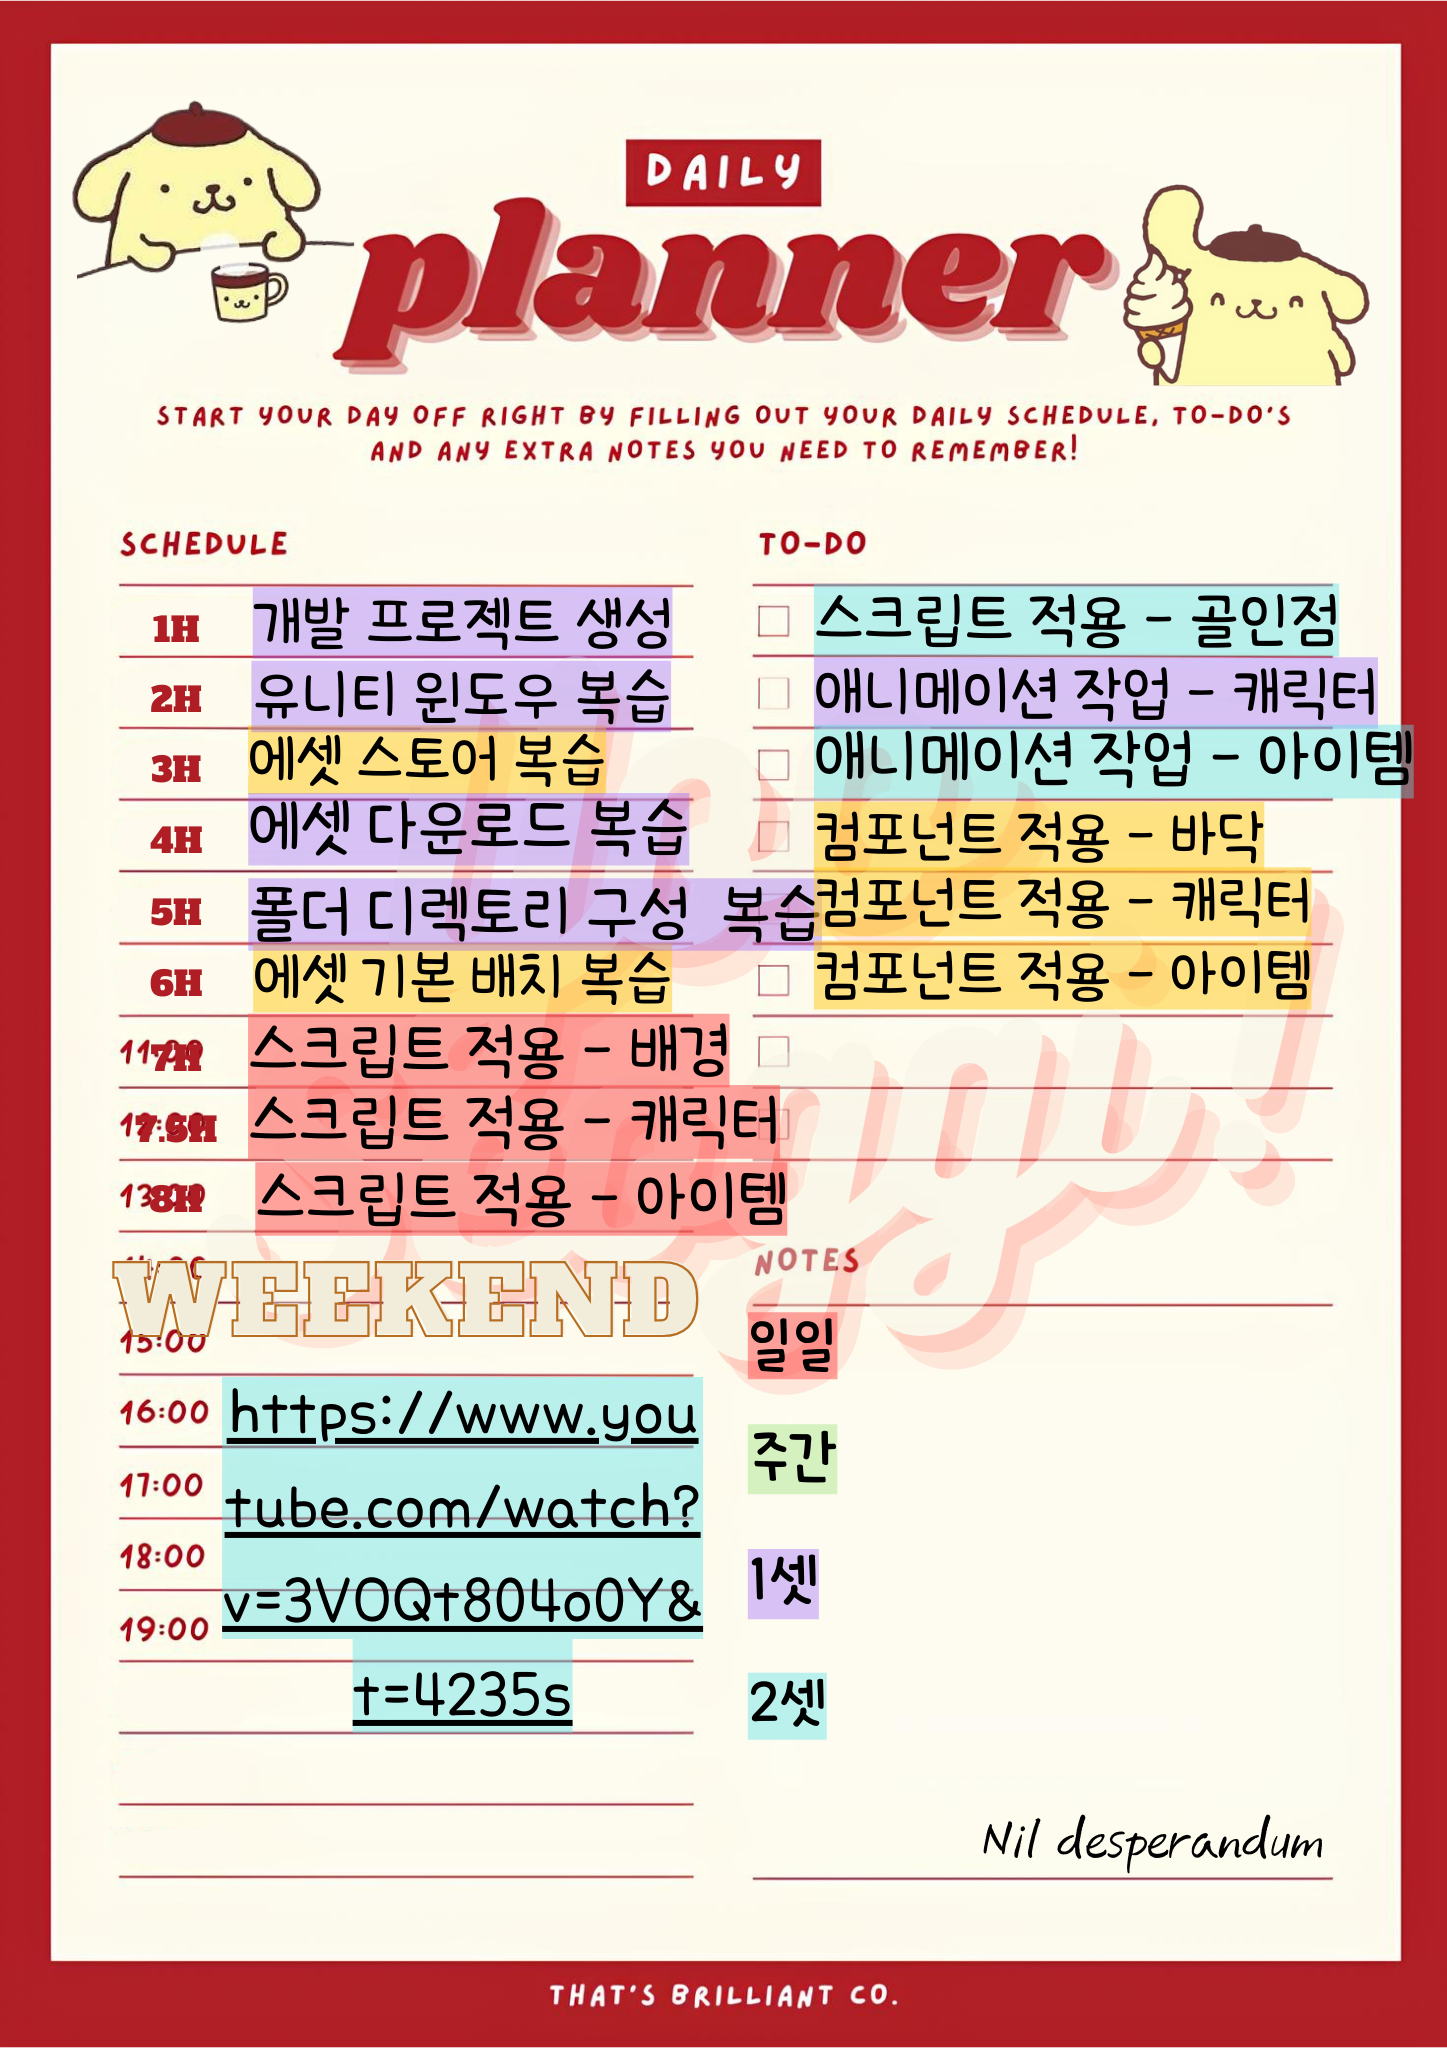 DAILY
planner
START YOUR DAY OFF RIGHT BY FILLING OUT YOUR DAILY SCHEDULE, TO-DO'S
AND ANY EXTRA NOTES YOU NEED TO REMEMBER!
SCHEDULE
1H 개발 프로젝트 생성
2H 유니티 윈도우 복습
3H 에셋 스토어 복습
4H 에셋 다운로드 복습
5H 폴더 디렉토리 구성 복습
6H 에셋 기본 배치 복습
11:00 7H 스크립트 적용 - 배경
7.5H 스크립트 적용 - 캐릭터
8H 스크립트 적용 - 아이템
WEEKEND
15:00
16:00
17:00
18:00
19:00
https://www.you
tube.com/watch?
v=3VOQt804o0Y&
t=4235s
TO-DO
스크립트 적용 - 골인점
애니메이션 작업 - 캐릭터
애니메이션 작업 - 아이템
컴포넌트 적용 - 바닥
컴포넌트 적용 - 캐릭터
컴포넌트 적용 - 아이템
NOTES
일일
주간
1셋
2셋
Nil desperandum
THAT'S BRILLIANT CO.